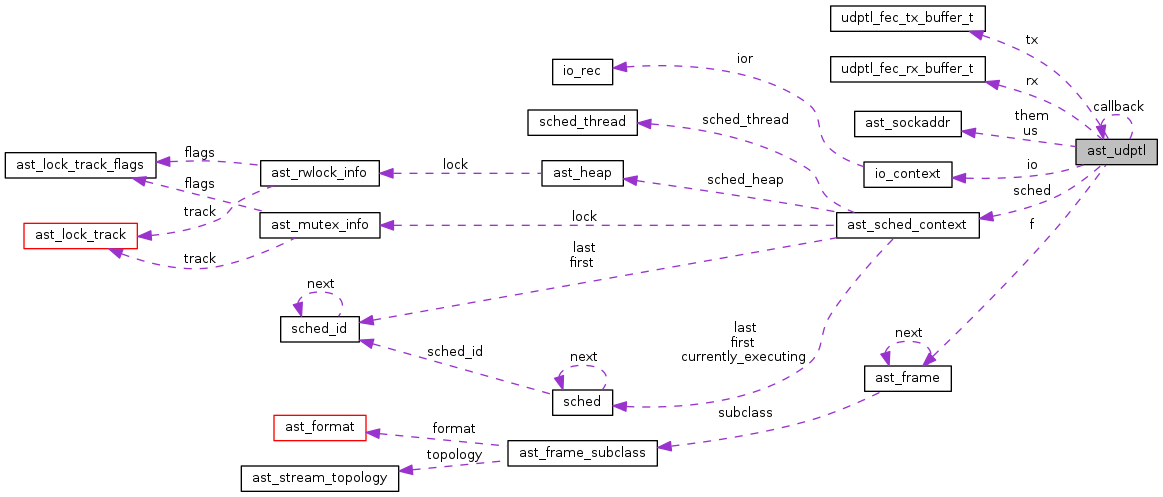 udptl_fec_tx_buffer_t
tx
udptl_fec_rx_buffer_t
rx
ior
io_rec
callback
sched_thread
sched_thread
ast_sockaddr
them
us
ast_udptl
ast_lock_track_flags
flags
ast_rwlock_info
lock
ast_heap
sched_heap
io_context
io
sched
flags
track
ast_mutex_info
lock
ast_sched_context
f
ast_lock_track
track
last
first
next
sched_id
sched_id
last
first
currently_executing
next
sched
next
ast_frame
subclass
ast_format
format
ast_frame_subclass
topology
ast_stream_topology